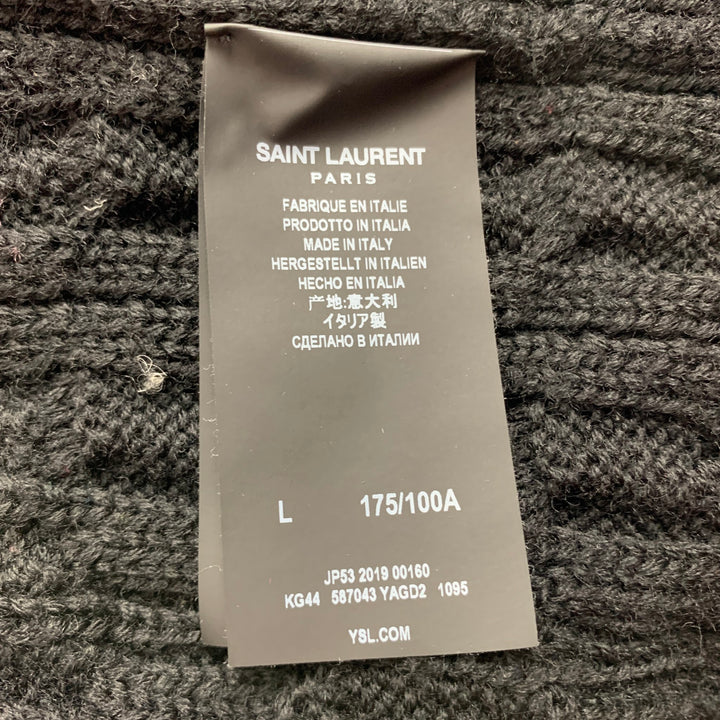 SAINT LAURENT
PARIS
FABRIQUE EN ITALIE
PRODOTTO IN ITALIA
MADE IN ITALY
HERGESTELLT IN ITALIEN
HECHO EN ITALIA
产地:意大利
イタリア製
СДЕЛАНО В ИТАЛИИ
L 175/100A
JP53 2019 00160
KG44 587043 YAGD2 1095
YSL.COM